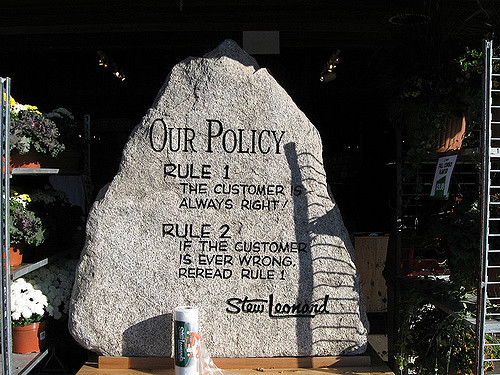 OUR POLICY
RULE 1
THE CUSTOMER IS
ALWAYS RIGHT!
RULE 2
IF THE CUSTOMER
IS EVER WRONG,
REREAD RULE 1
Stew Leonard